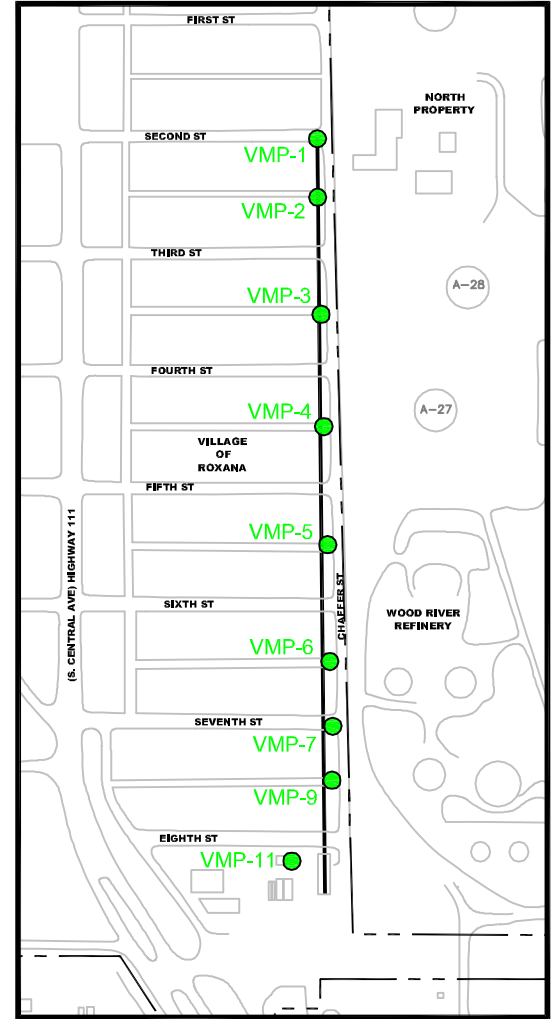 FIRST ST
NORTH
PROPERTY
SECOND ST
VMP-1
VMP-2
THIRD ST
VMP-3
A-28
FOURTH ST
VMP-4
A-27
VILLAGE
OF
ROXANA
FIFTH ST
(S. CENTRAL AVE) HIGHWAY 111
VMP-5
CHAFFER ST
SIXTH ST
WOOD RIVER
REFINERY
VMP-6
SEVENTH ST
VMP-7
VMP-9
EIGHTH ST
VMP-11